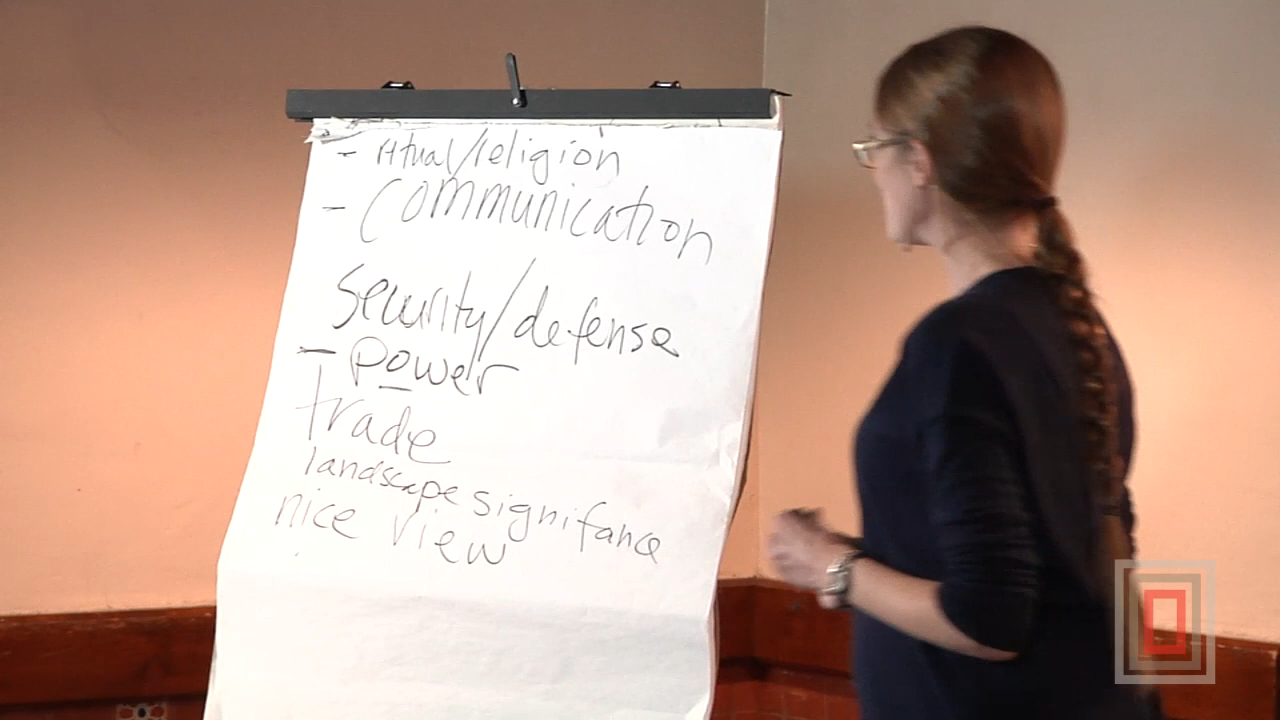 - ritual/religion
- communication
security/defense
- power
trade
landscape signifance
nice view